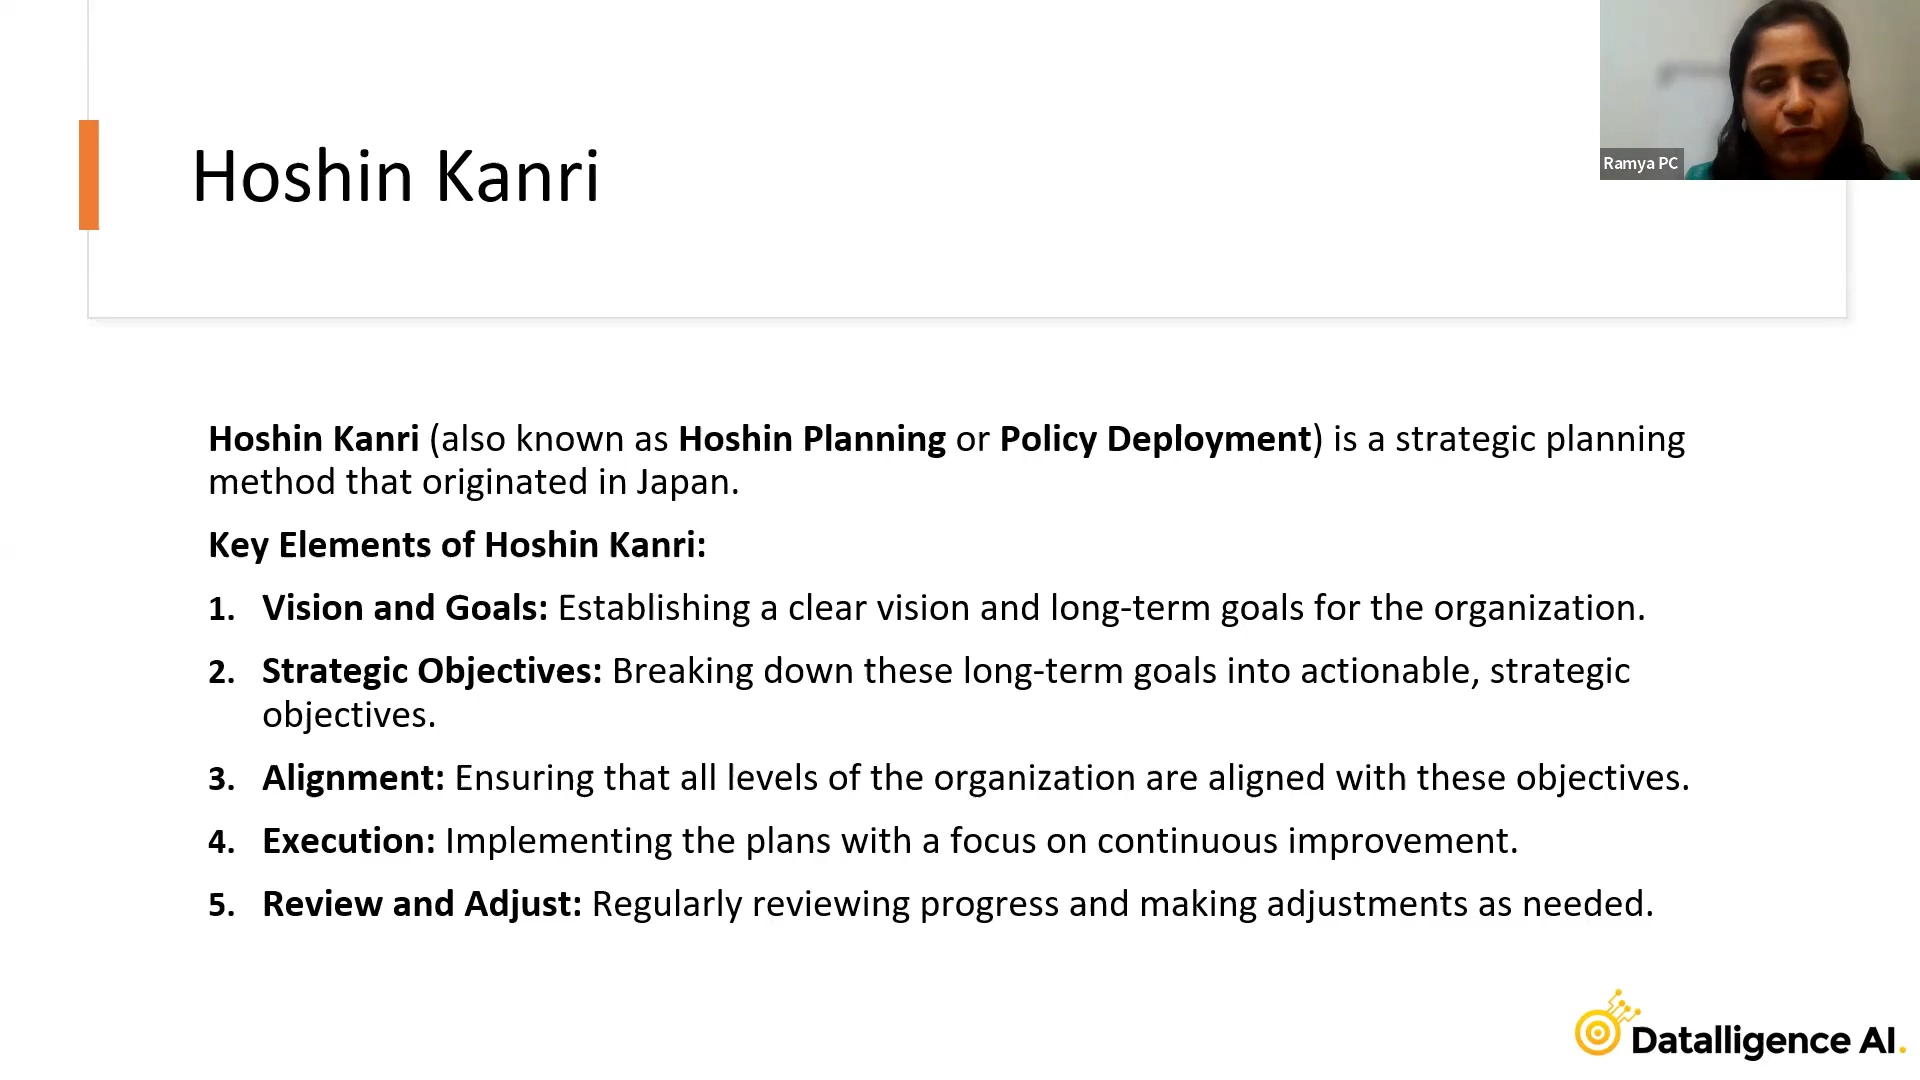 Ramya PC
Hoshin Kanri
Hoshin Kanri (also known as Hoshin Planning or Policy Deployment) is a strategic planning
method that originated in Japan.
Key Elements of Hoshin Kanri:
1. Vision and Goals: Establishing a clear vision and long-term goals for the organization.
2. Strategic Objectives: Breaking down these long-term goals into actionable, strategic
objectives.
3. Alignment: Ensuring that all levels of the organization are aligned with these objectives.
4. Execution: Implementing the plans with a focus on continuous improvement.
5. Review and Adjust: Regularly reviewing progress and making adjustments as needed.
Datalligence AI.